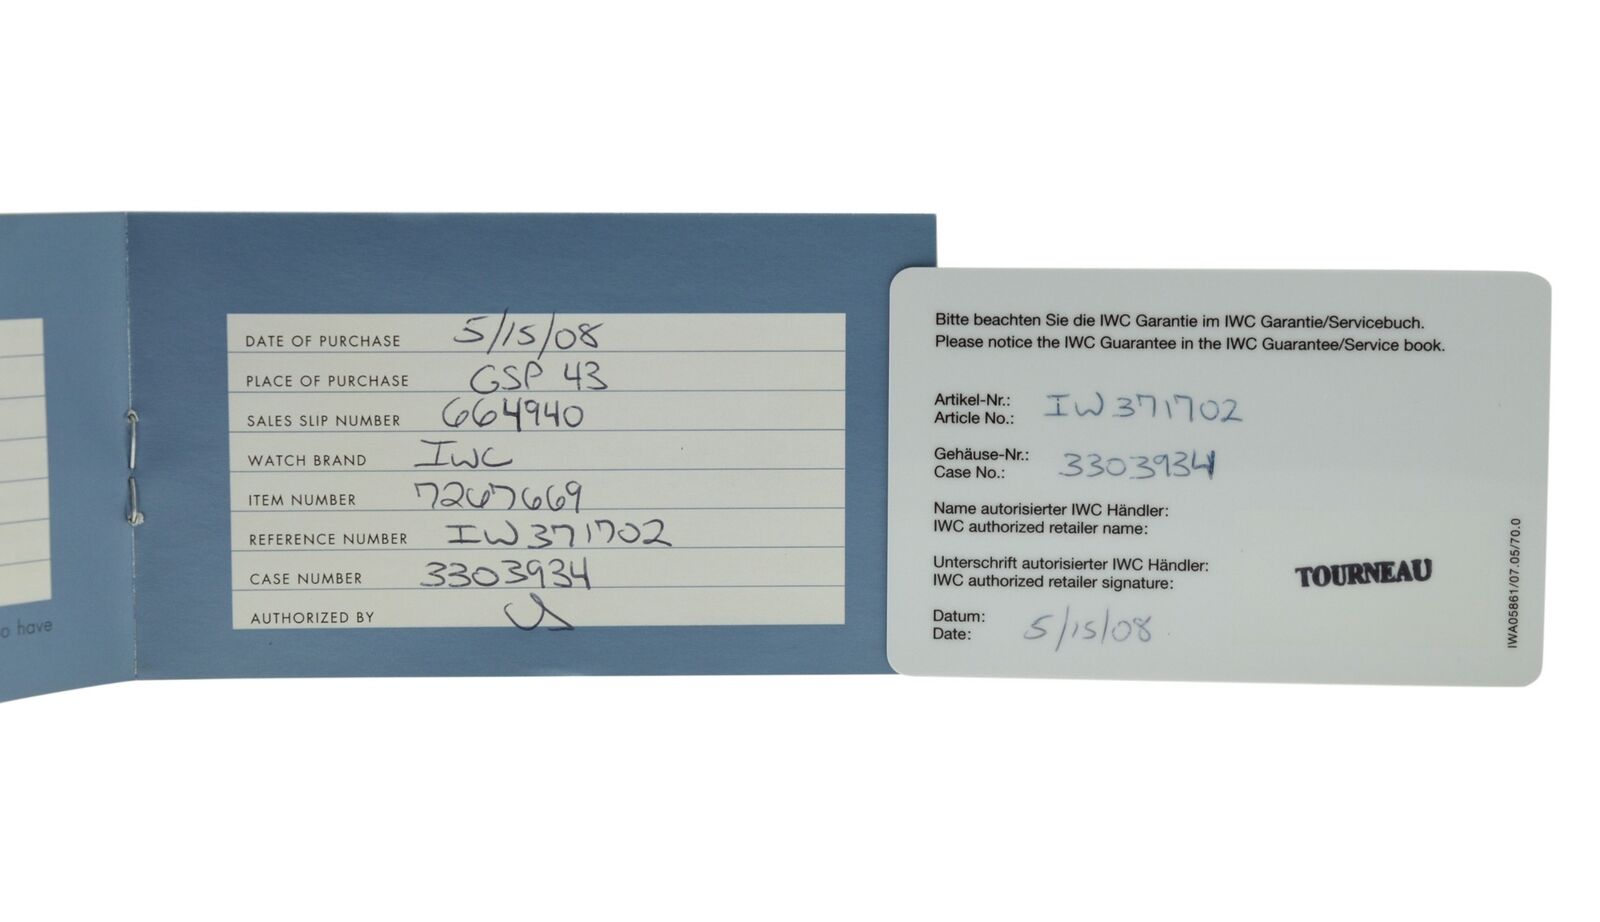 o have
DATE OF PURCHASE 5/15/08
PLACE OF PURCHASE GSP 43
SALES SLIP NUMBER 664940
WATCH BRAND IWC
ITEM NUMBER 7267669
REFERENCE NUMBER IW371702
CASE NUMBER 3303934
AUTHORIZED BY
Bitte beachten Sie die IWC Garantie im IWC Garantie/Servicebuch.
Please notice the IWC Guarantee in the IWC Guarantee/Service book.
Artikel-Nr.:
Article No.: IW371702
Gehäuse-Nr.:
Case No.: 3303934
Name autorisierter IWC Händler:
IWC authorized retailer name:
Unterschrift autorisierter IWC Händler:
IWC authorized retailer signature:
TOURNEAU
Datum:
Date: 5/15/08
IWA05861/07.05/70.0